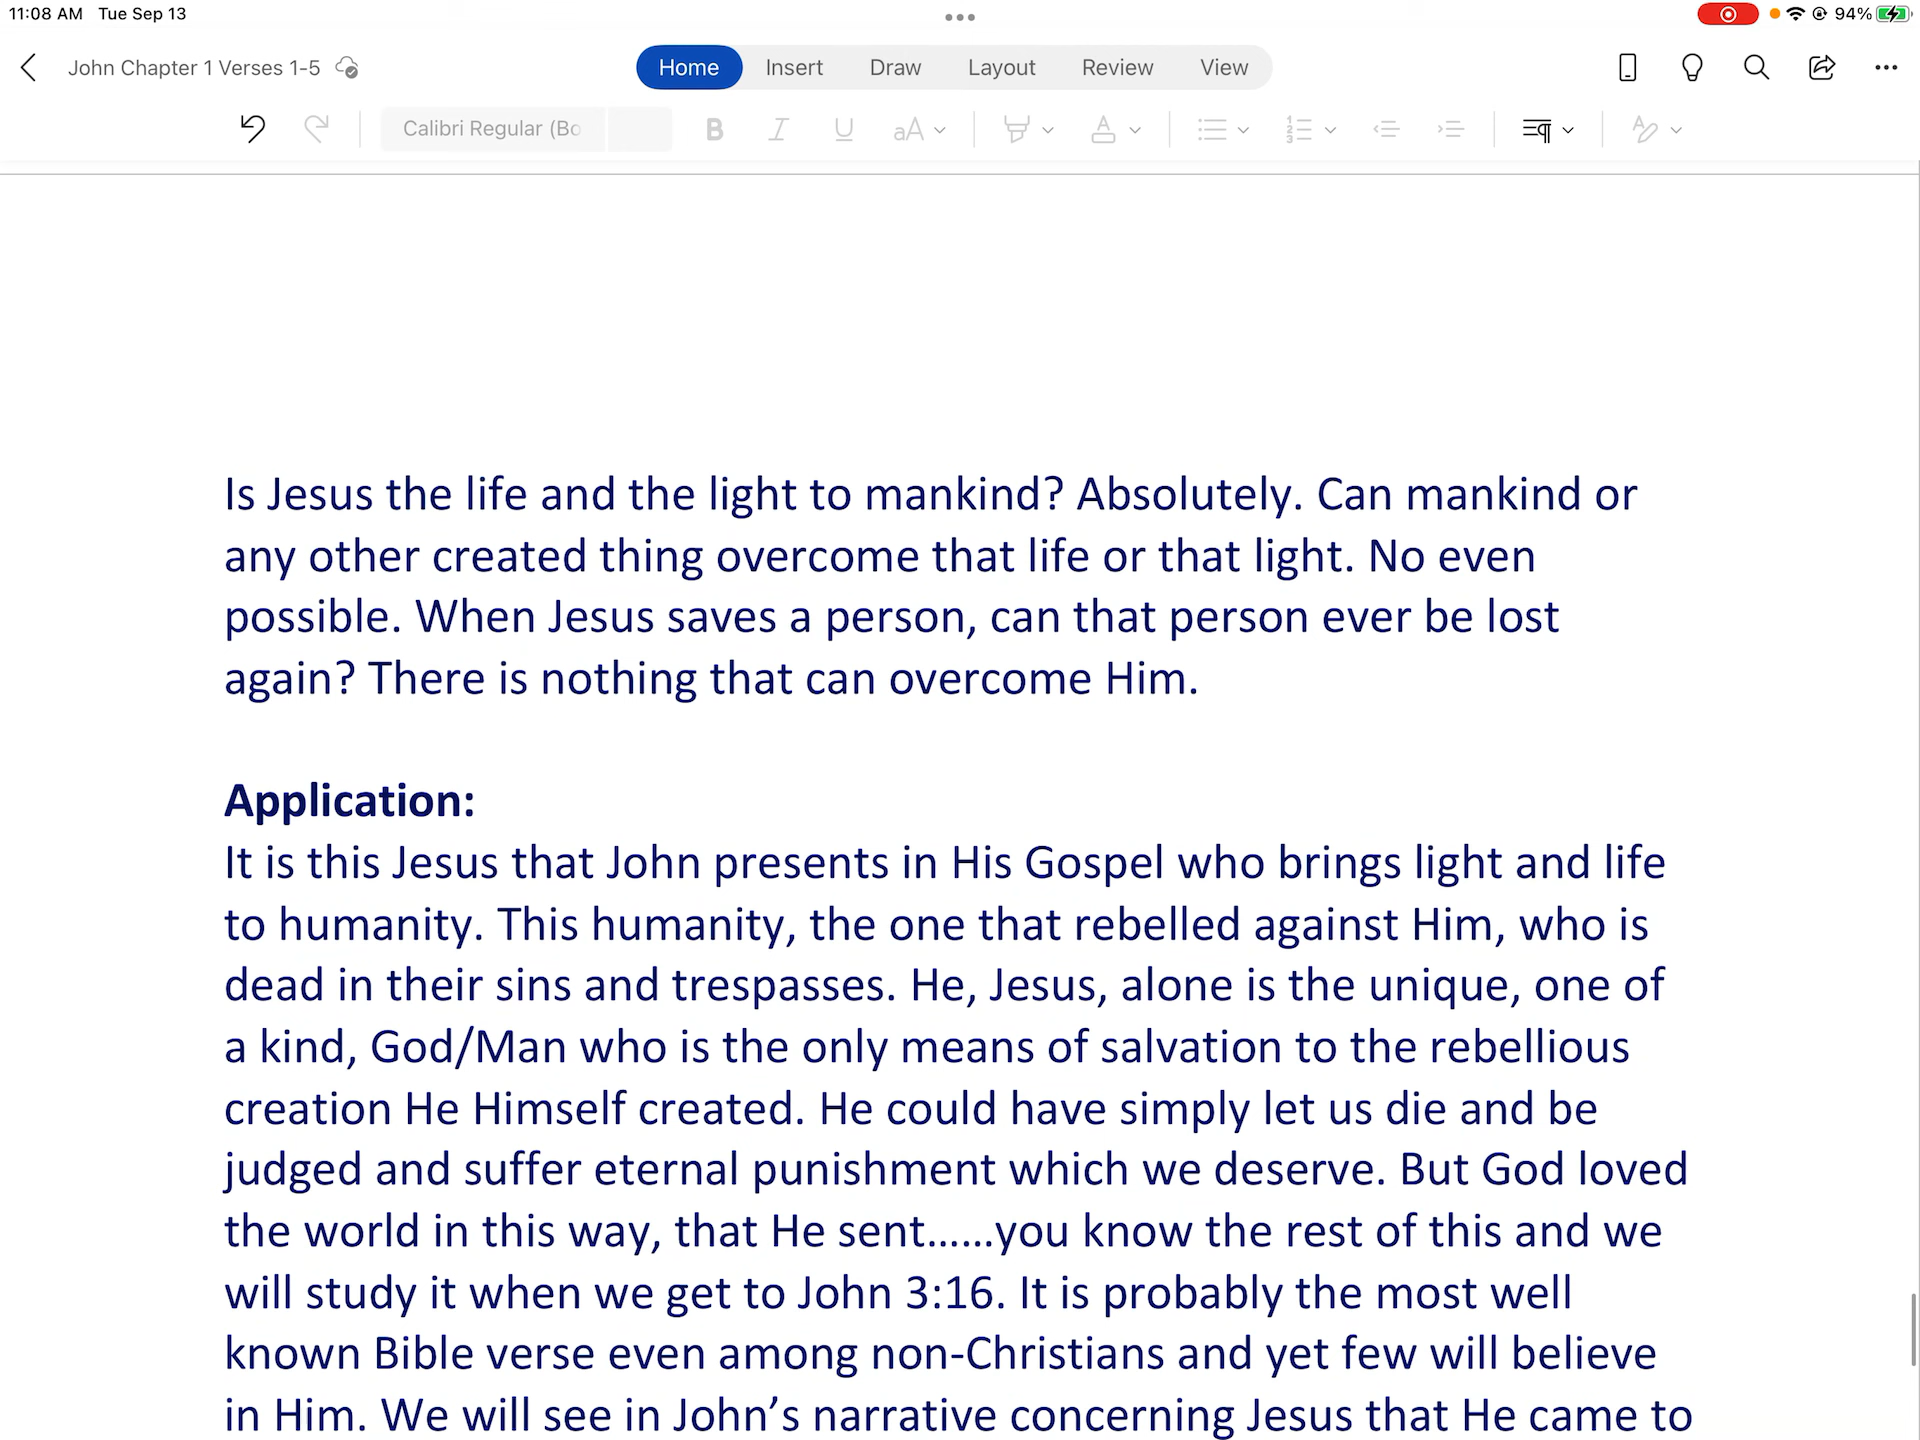 11:08 AM Tue Sep 13
94%
John Chapter 1 Verses 1-5
Home Insert Draw Layout Review View
Calibri Regular (Bo
B I U aA A
Is Jesus the life and the light to mankind? Absolutely. Can mankind or
any other created thing overcome that life or that light. No even
possible. When Jesus saves a person, can that person ever be lost
again? There is nothing that can overcome Him.
Application:
It is this Jesus that John presents in His Gospel who brings light and life
to humanity. This humanity, the one that rebelled against Him, who is
dead in their sins and trespasses. He, Jesus, alone is the unique, one of
a kind, God/Man who is the only means of salvation to the rebellious
creation He Himself created. He could have simply let us die and be
judged and suffer eternal punishment which we deserve. But God loved
the world in this way, that He sent......you know the rest of this and we
will study it when we get to John 3:16. It is probably the most well
known Bible verse even among non-Christians and yet few will believe
in Him. We will see in John’s narrative concerning Jesus that He came to